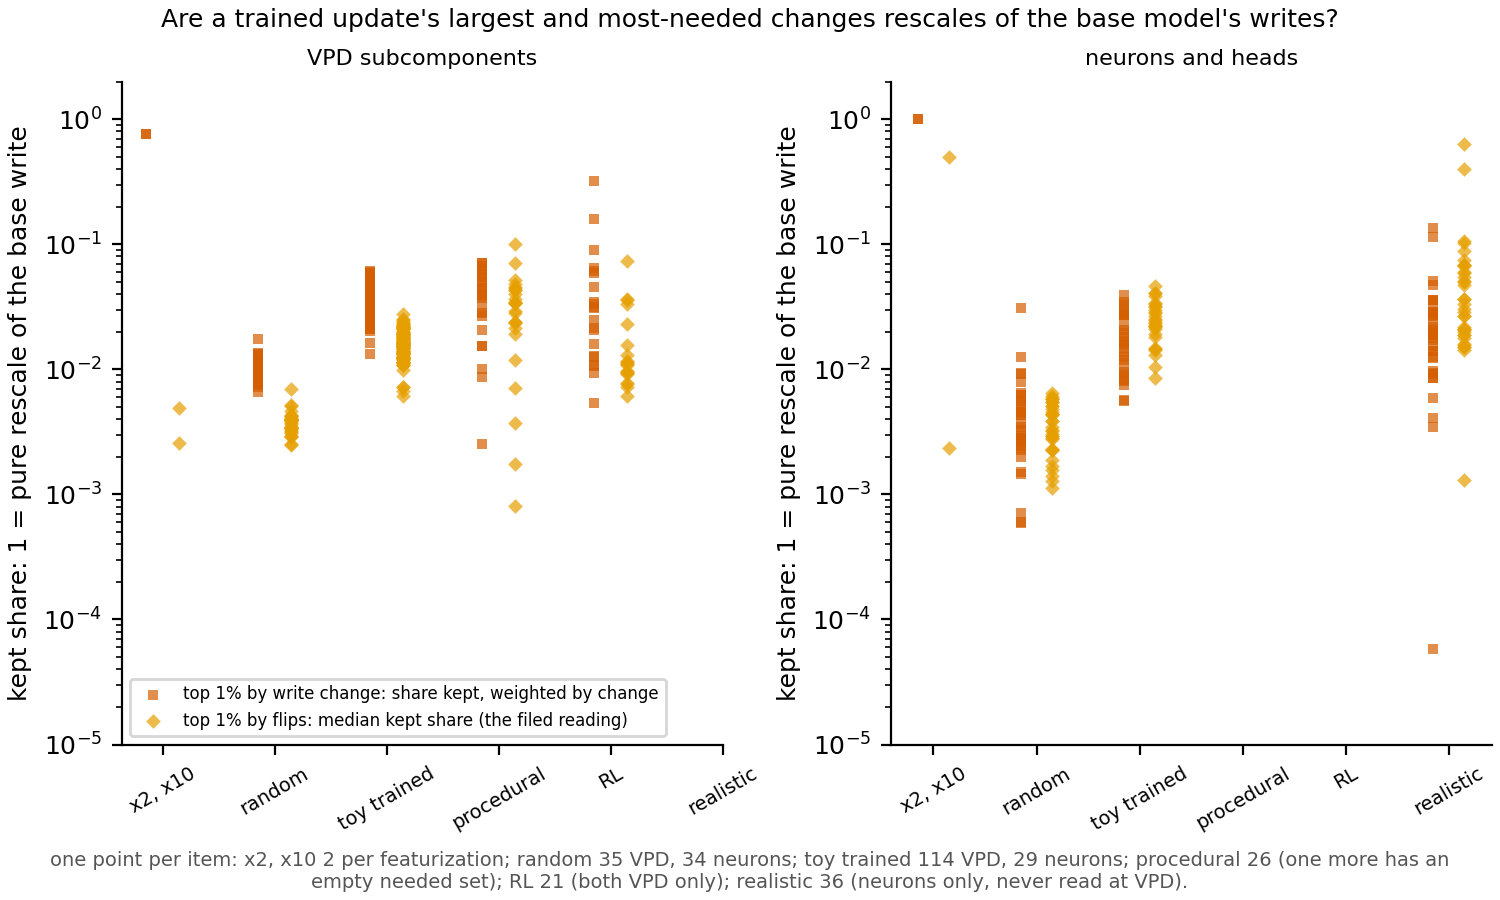 Are a trained update's largest and most-needed changes rescales of the base model's writes?
VPD subcomponents
neurons and heads
kept share: 1 = pure rescale of the base write
10^0
10^-1
10^-2
10^-3
10^-4
10^-5
top 1% by write change: share kept, weighted by change
top 1% by flips: median kept share (the filed reading)
x2, x10
random
toy trained
procedural
RL
realistic
kept share: 1 = pure rescale of the base write
10^0
10^-1
10^-2
10^-3
10^-4
10^-5
x2, x10
random
toy trained
procedural
RL
realistic
one point per item: x2, x10 2 per featurization; random 35 VPD, 34 neurons; toy trained 114 VPD, 29 neurons; procedural 26 (one more has an
empty needed set); RL 21 (both VPD only); realistic 36 (neurons only, never read at VPD).